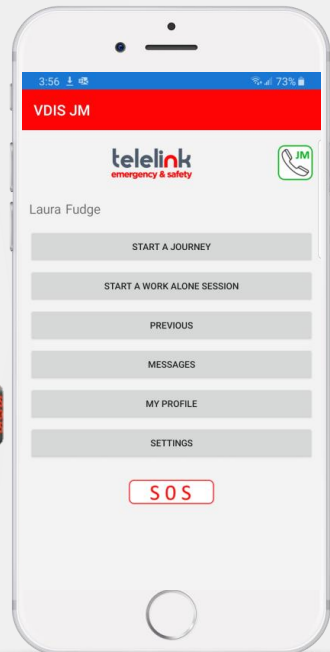 3:56 73%
VDIS JM
telelink
emergency & safety
JM
Laura Fudge
START A JOURNEY
START A WORK ALONE SESSION
PREVIOUS
MESSAGES
MY PROFILE
SETTINGS
SOS